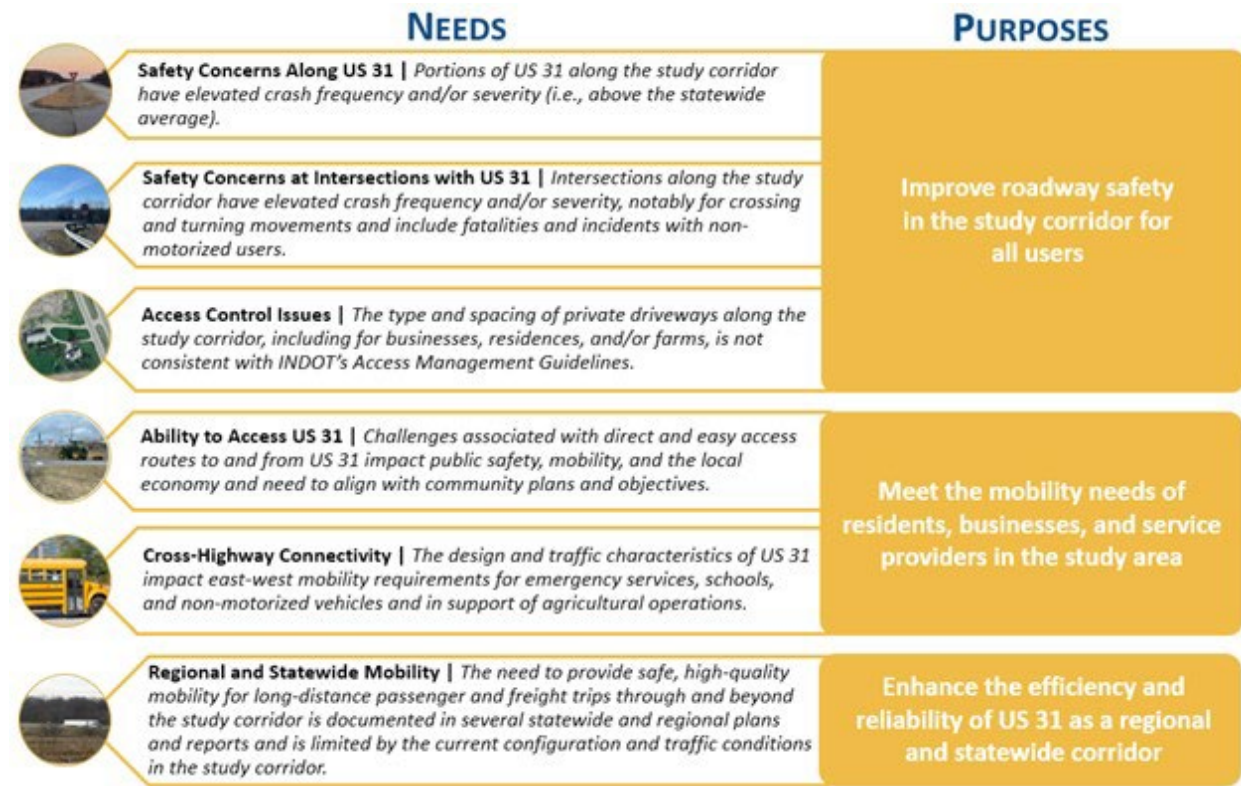 NEEDS
PURPOSES
Safety Concerns Along US 31 | Portions of US 31 along the study corridor
have elevated crash frequency and/or severity (i.e., above the statewide
average).
Safety Concerns at Intersections with US 31 | Intersections along the study
corridor have elevated crash frequency and/or severity, notably for crossing
and turning movements and include fatalities and incidents with non-
motorized users.
Access Control Issues | The type and spacing of private driveways along the
study corridor, including for businesses, residences, and/or farms, is not
consistent with INDOT's Access Management Guidelines.
Improve roadway safety
in the study corridor for
all users
Ability to Access US 31 | Challenges associated with direct and easy access
routes to and from US 31 impact public safety, mobility, and the local
economy and need to align with community plans and objectives.
Cross-Highway Connectivity | The design and traffic characteristics of US 31
impact east-west mobility requirements for emergency services, schools,
and non-motorized vehicles and in support of agricultural operations.
Meet the mobility needs of
residents, businesses, and service
providers in the study area
Regional and Statewide Mobility | The need to provide safe, high-quality
mobility for long-distance passenger and freight trips through and beyond
the study corridor is documented in several statewide and regional plans
and reports and is limited by the current configuration and traffic conditions
in the study corridor.
Enhance the efficiency and
reliability of US 31 as a regional
and statewide corridor